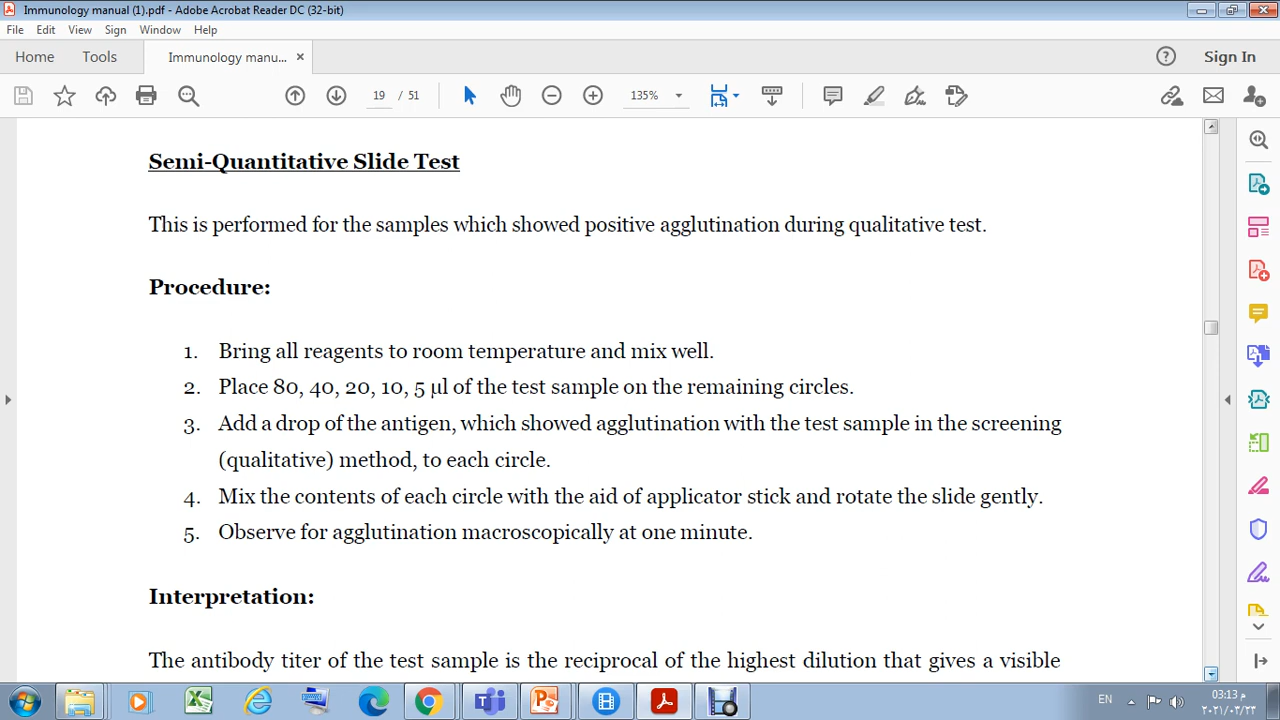 Immunology manual (1).pdf - Adobe Acrobat Reader DC (32-bit)
File Edit View Sign Window Help
Home Tools Immunology manu... × Sign In
19 / 51 135%
Semi-Quantitative Slide Test
This is performed for the samples which showed positive agglutination during qualitative test.
Procedure:
1. Bring all reagents to room temperature and mix well.
2. Place 80, 40, 20, 10, 5 µl of the test sample on the remaining circles.
3. Add a drop of the antigen, which showed agglutination with the test sample in the screening
(qualitative) method, to each circle.
4. Mix the contents of each circle with the aid of applicator stick and rotate the slide gently.
5. Observe for agglutination macroscopically at one minute.
Interpretation:
The antibody titer of the test sample is the reciprocal of the highest dilution that gives a visible
EN
03:13 م
٢٠٢١/٠٣/٢٣